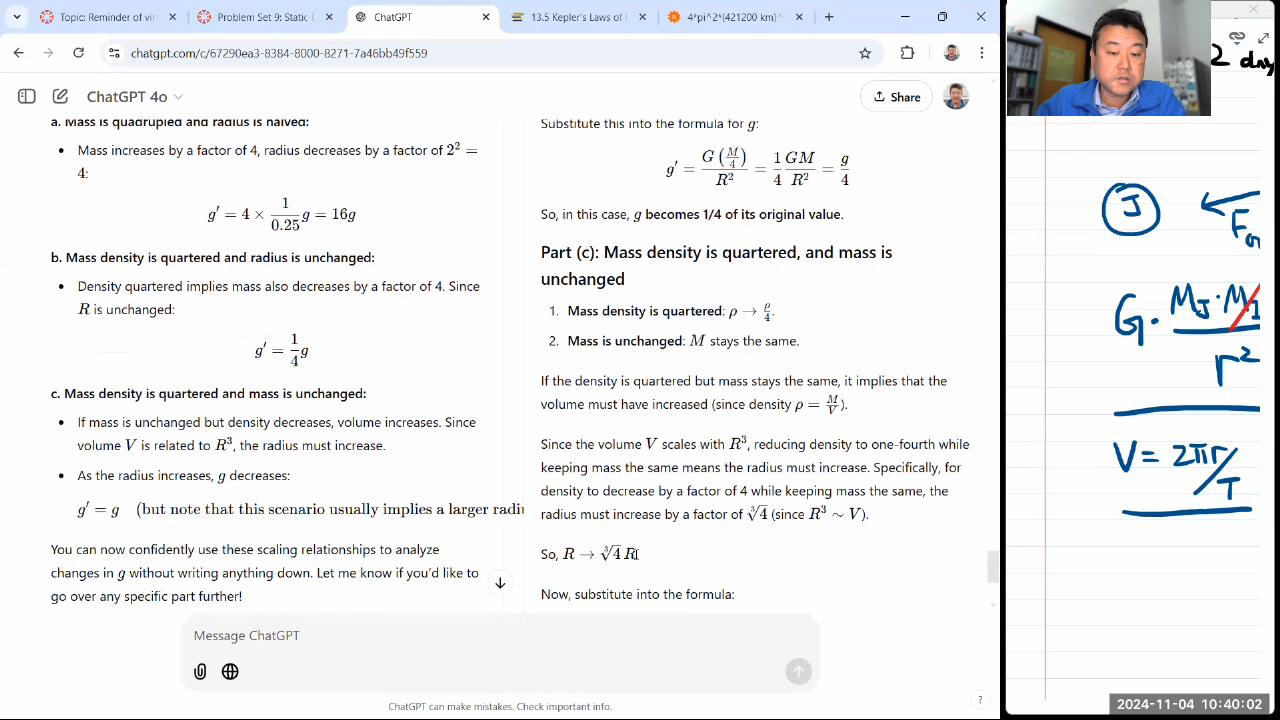 Topic: Reminder of vir
Problem Set 9: Static
ChatGPT
13.5 Kepler's Laws of
4*pi^2*(421800 km)^
chatgpt.com/c/67290ea3-8384-8000-8271-7a46bb49f559
ChatGPT 4o
Share
a. Mass is quadrupled and radius is halved:
• Mass increases by a factor of 4, radius decreases by a factor of 2² =
4:
g′ = 4 × 1/0.25 g = 16g
b. Mass density is quartered and radius is unchanged:
• Density quartered implies mass also decreases by a factor of 4. Since
R is unchanged:
g′ = 1/4 g
c. Mass density is quartered and mass is unchanged:
• If mass is unchanged but density decreases, volume increases. Since
volume V is related to R³, the radius must increase.
• As the radius increases, g decreases:
g′ = g (but note that this scenario usually implies a larger radiu
You can now confidently use these scaling relationships to analyze
changes in g without writing anything down. Let me know if you'd like to
go over any specific part further!
Substitute this into the formula for g:
g′ = G(M/4)/R² = 1/4 GM/R² = g/4
So, in this case, g becomes 1/4 of its original value.
Part (c): Mass density is quartered, and mass is
unchanged
1. Mass density is quartered: ρ → ρ/4.
2. Mass is unchanged: M stays the same.
If the density is quartered but mass stays the same, it implies that the
volume must have increased (since density ρ = M/V).
Since the volume V scales with R³, reducing density to one-fourth while
keeping mass the same means the radius must increase. Specifically, for
density to decrease by a factor of 4 while keeping mass the same, the
radius must increase by a factor of ∛4 (since R³ ∼ V).
So, R → ∛4 R
Now, substitute into the formula:
Message ChatGPT
ChatGPT can make mistakes. Check important info.
?
2 day
J
G · M_J · M_I
r²
V = 2πr/T
2024-11-04 10:40:02